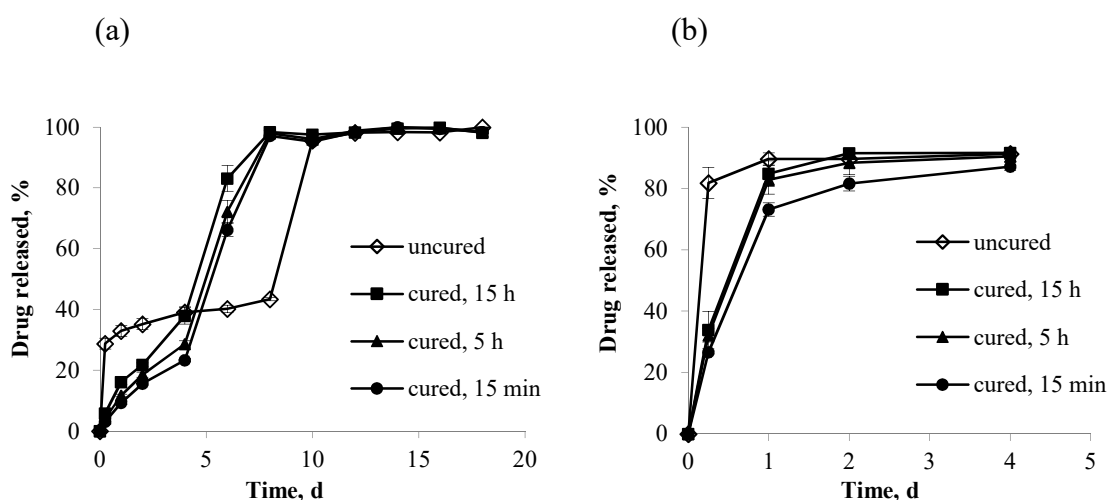 (a)
Drug released, %
100
80
60
40
20
0
0
5
10
15
20
Time, d
uncured
cured, 15 h
cured, 5 h
cured, 15 min
(b)
Drug released, %
100
80
60
40
20
0
0
1
2
3
4
5
Time, d
uncured
cured, 15 h
cured, 5 h
cured, 15 min